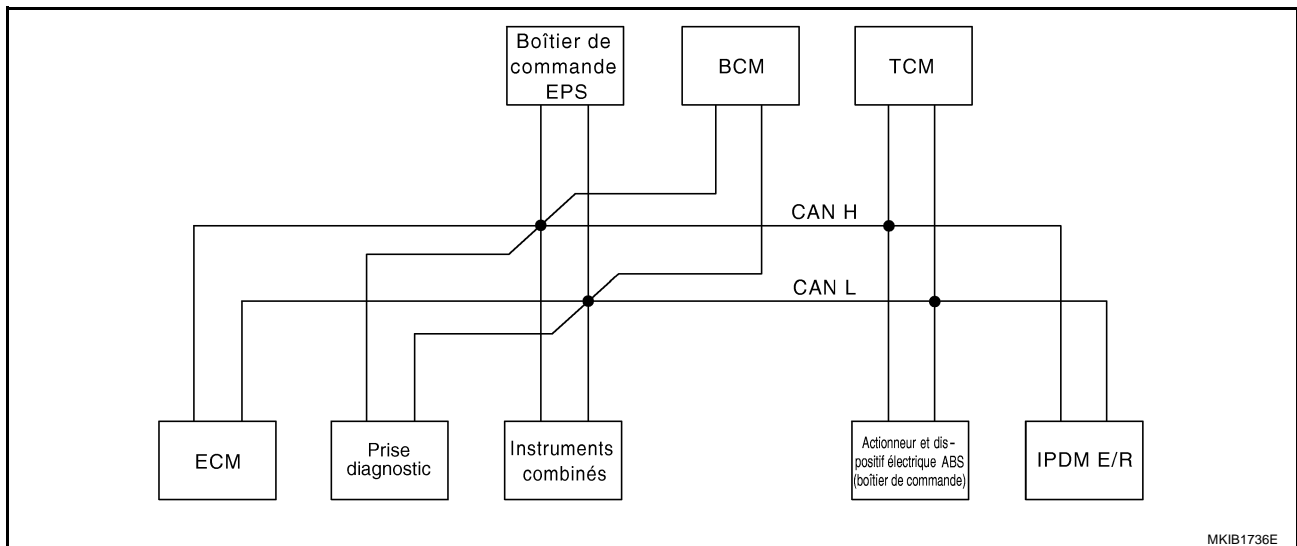 Boîtier de
commande
EPS
BCM
TCM
CAN H
CAN L
ECM
Prise
diagnostic
Instruments
combinés
Actionneur et dis-
positif électrique ABS
(boîtier de commande)
IPDM E/R
MKIB1736E